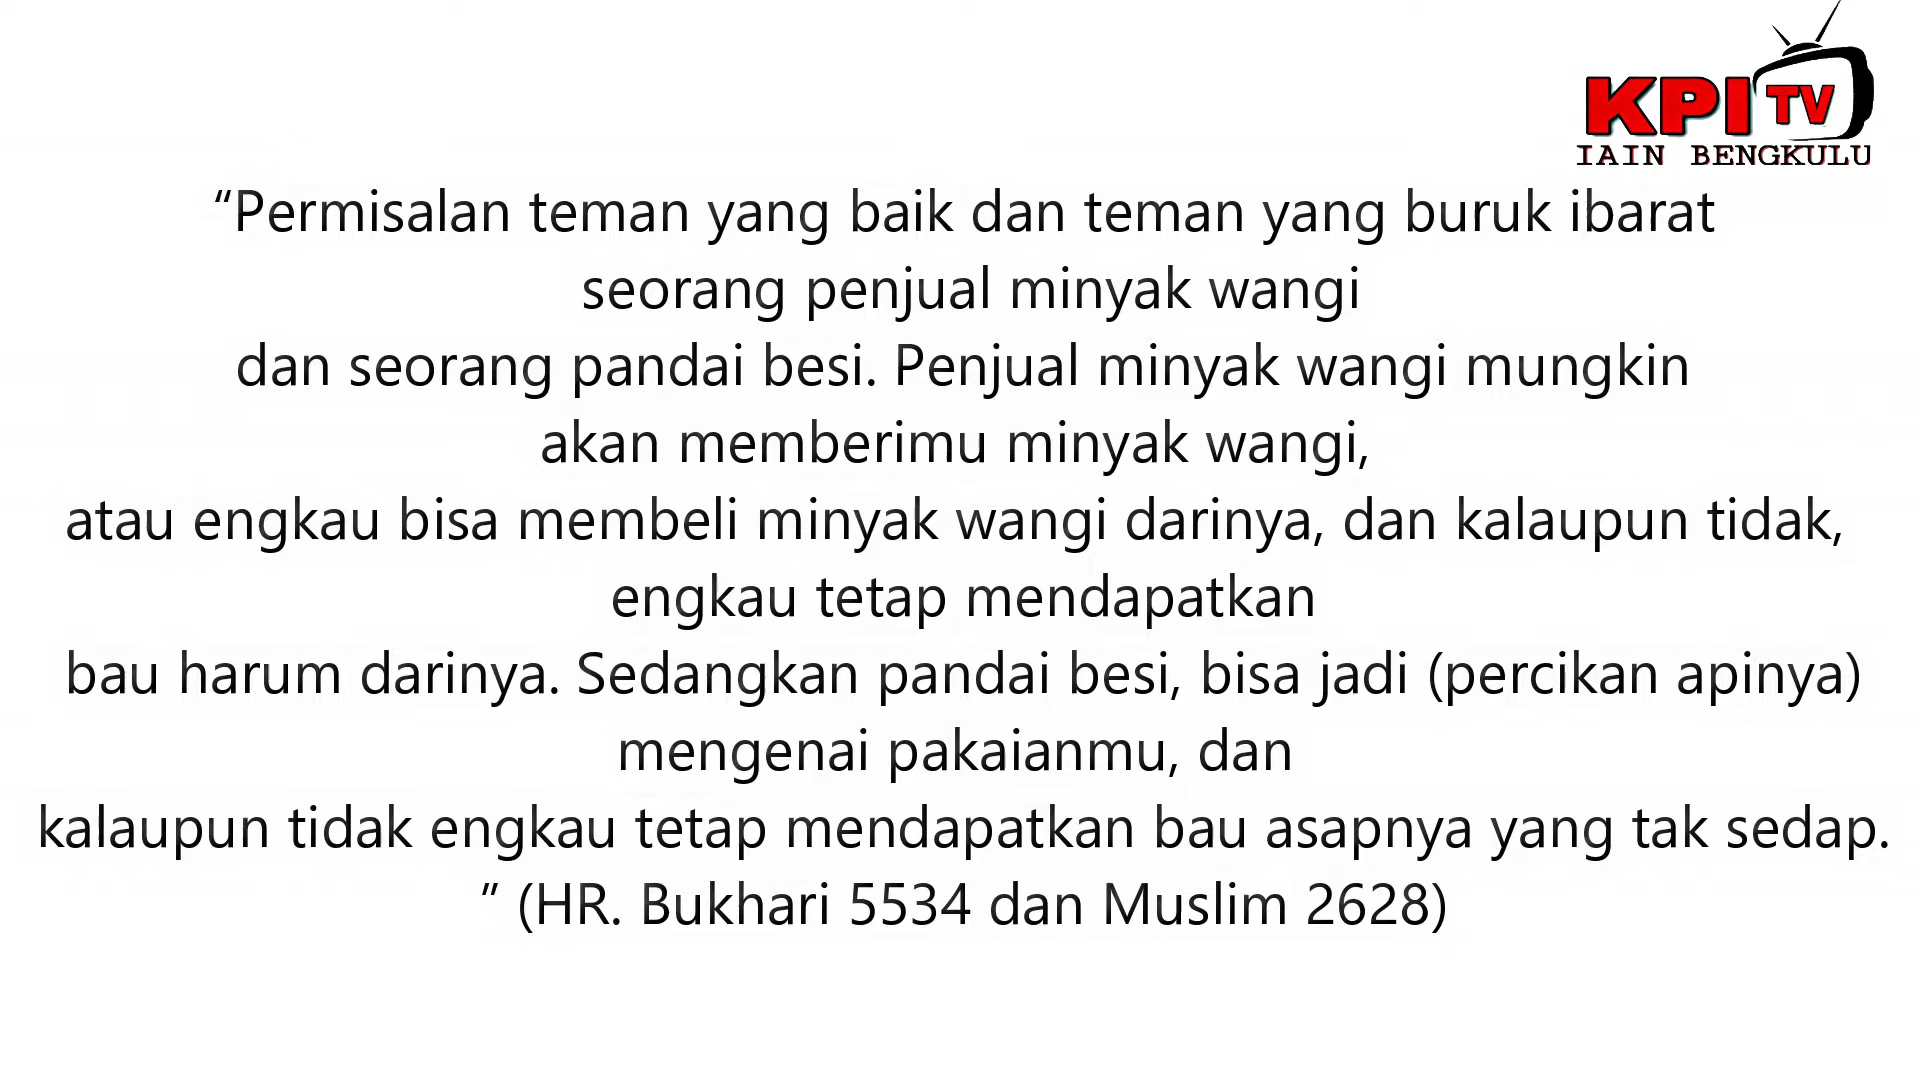 KPI TV
IAIN BENGKULU
“Permisalan teman yang baik dan teman yang buruk ibarat
seorang penjual minyak wangi
dan seorang pandai besi. Penjual minyak wangi mungkin
akan memberimu minyak wangi,
atau engkau bisa membeli minyak wangi darinya, dan kalaupun tidak,
engkau tetap mendapatkan
bau harum darinya. Sedangkan pandai besi, bisa jadi (percikan apinya)
mengenai pakaianmu, dan
kalaupun tidak engkau tetap mendapatkan bau asapnya yang tak sedap.
” (HR. Bukhari 5534 dan Muslim 2628)